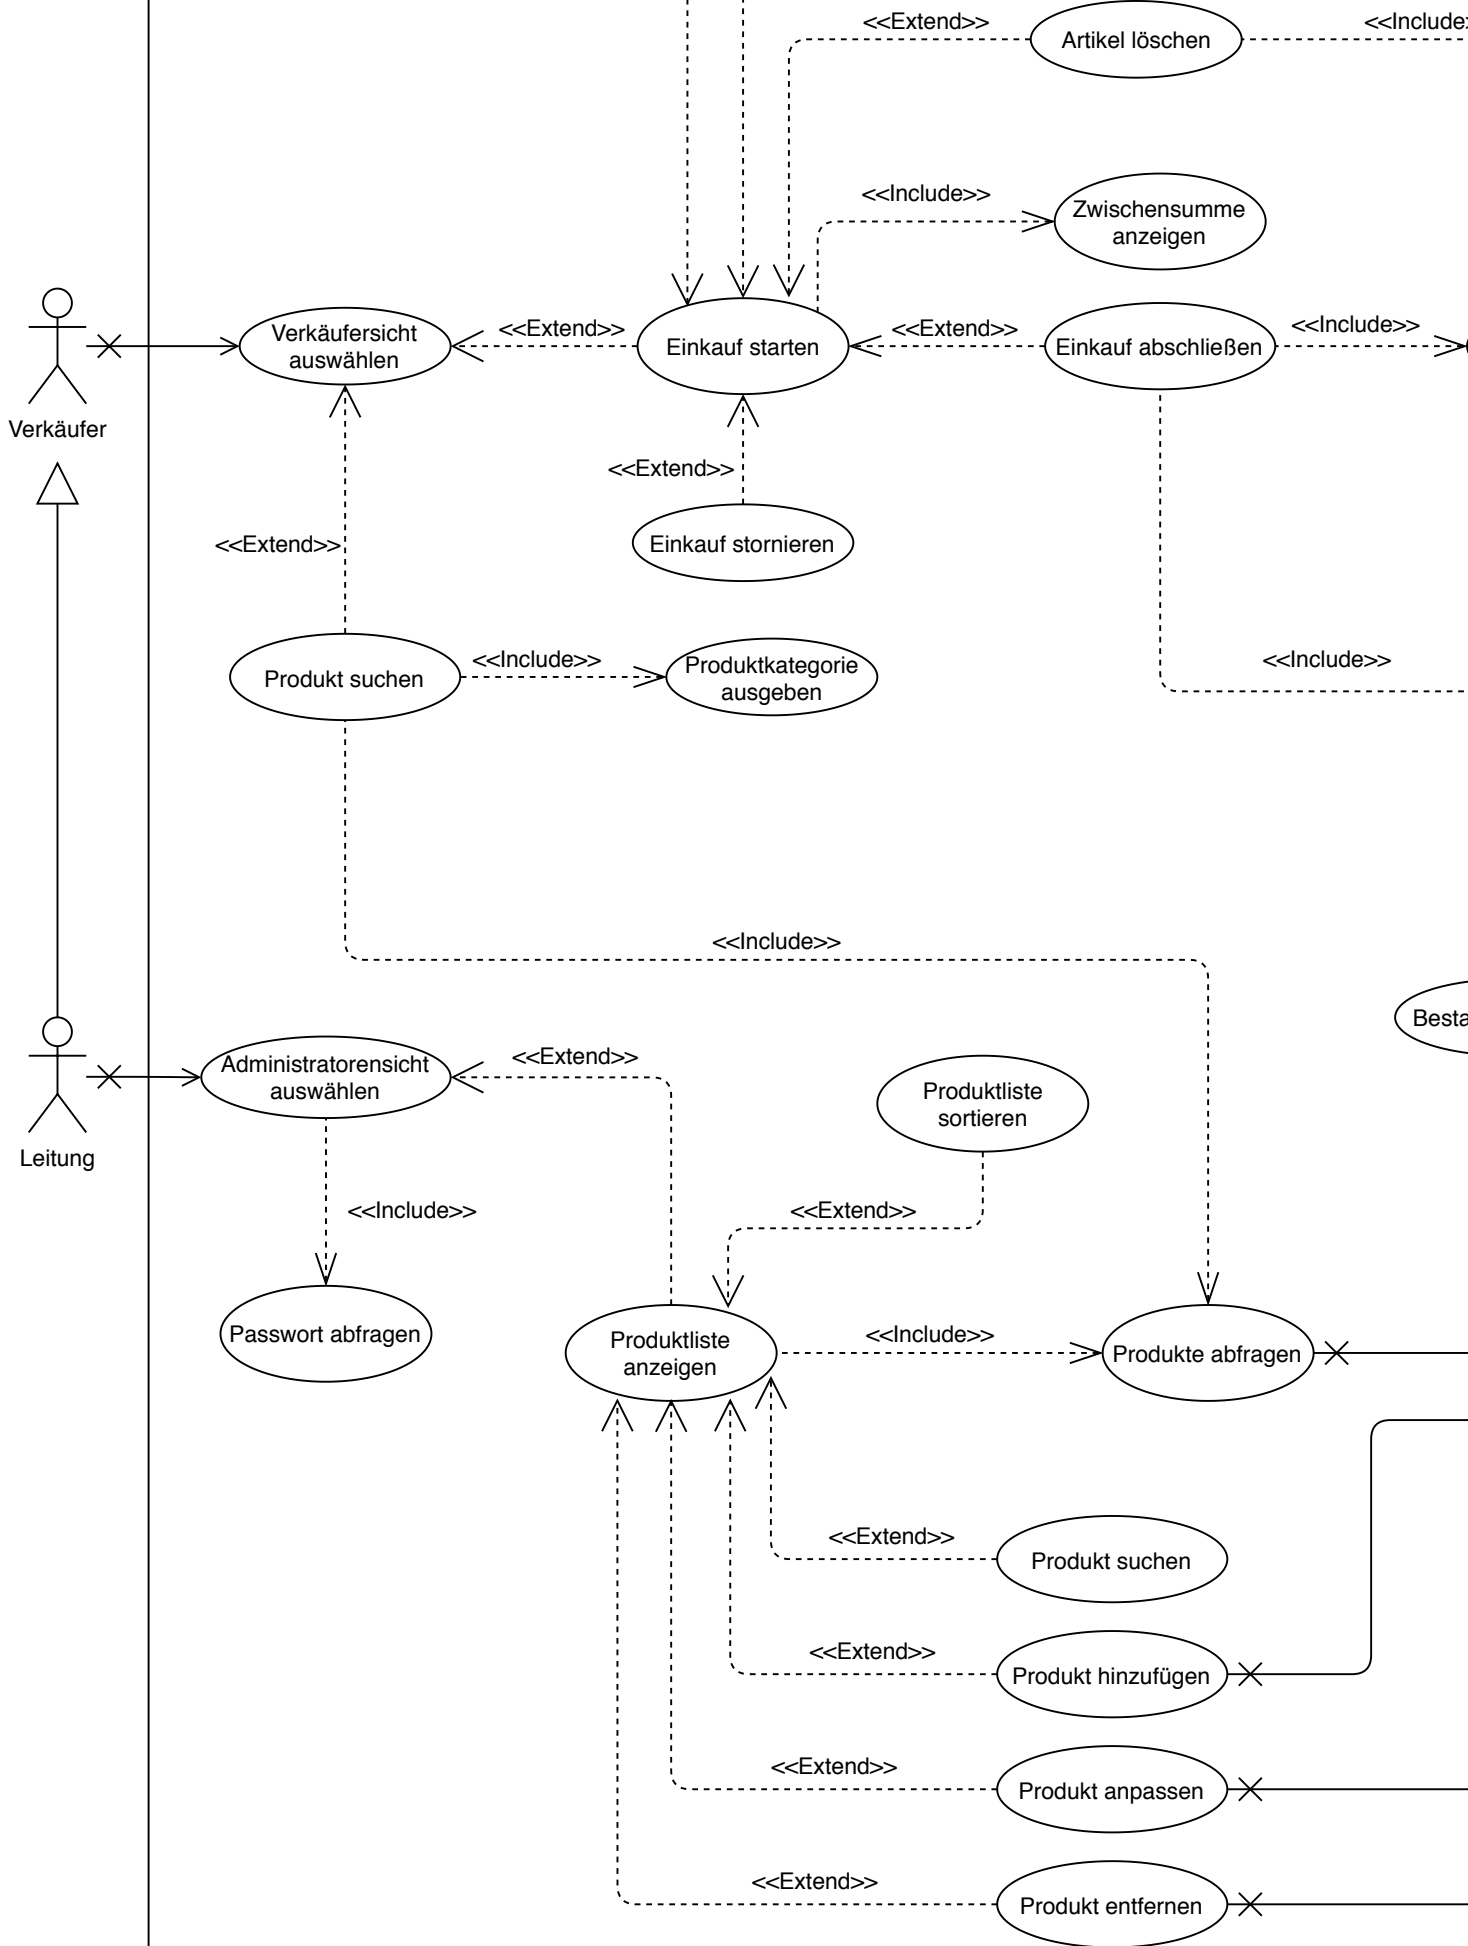 <<Extend>>
Artikel löschen
<<Include>
<<Include>>
Zwischensumme
anzeigen
Verkäufersicht
auswählen
<<Extend>>
Einkauf starten
<<Extend>>
Einkauf abschließen
<<Include>>
Verkäufer
<<Extend>>
Einkauf stornieren
<<Extend>>
Produkt suchen
<<Include>>
Produktkategorie
ausgeben
<<Include>>
<<Include>>
Besta
Administratorensicht
auswählen
<<Extend>>
Produktliste
sortieren
Leitung
<<Include>>
<<Extend>>
Passwort abfragen
Produktliste
anzeigen
<<Include>>
Produkte abfragen
<<Extend>>
Produkt suchen
<<Extend>>
Produkt hinzufügen
<<Extend>>
Produkt anpassen
<<Extend>>
Produkt entfernen